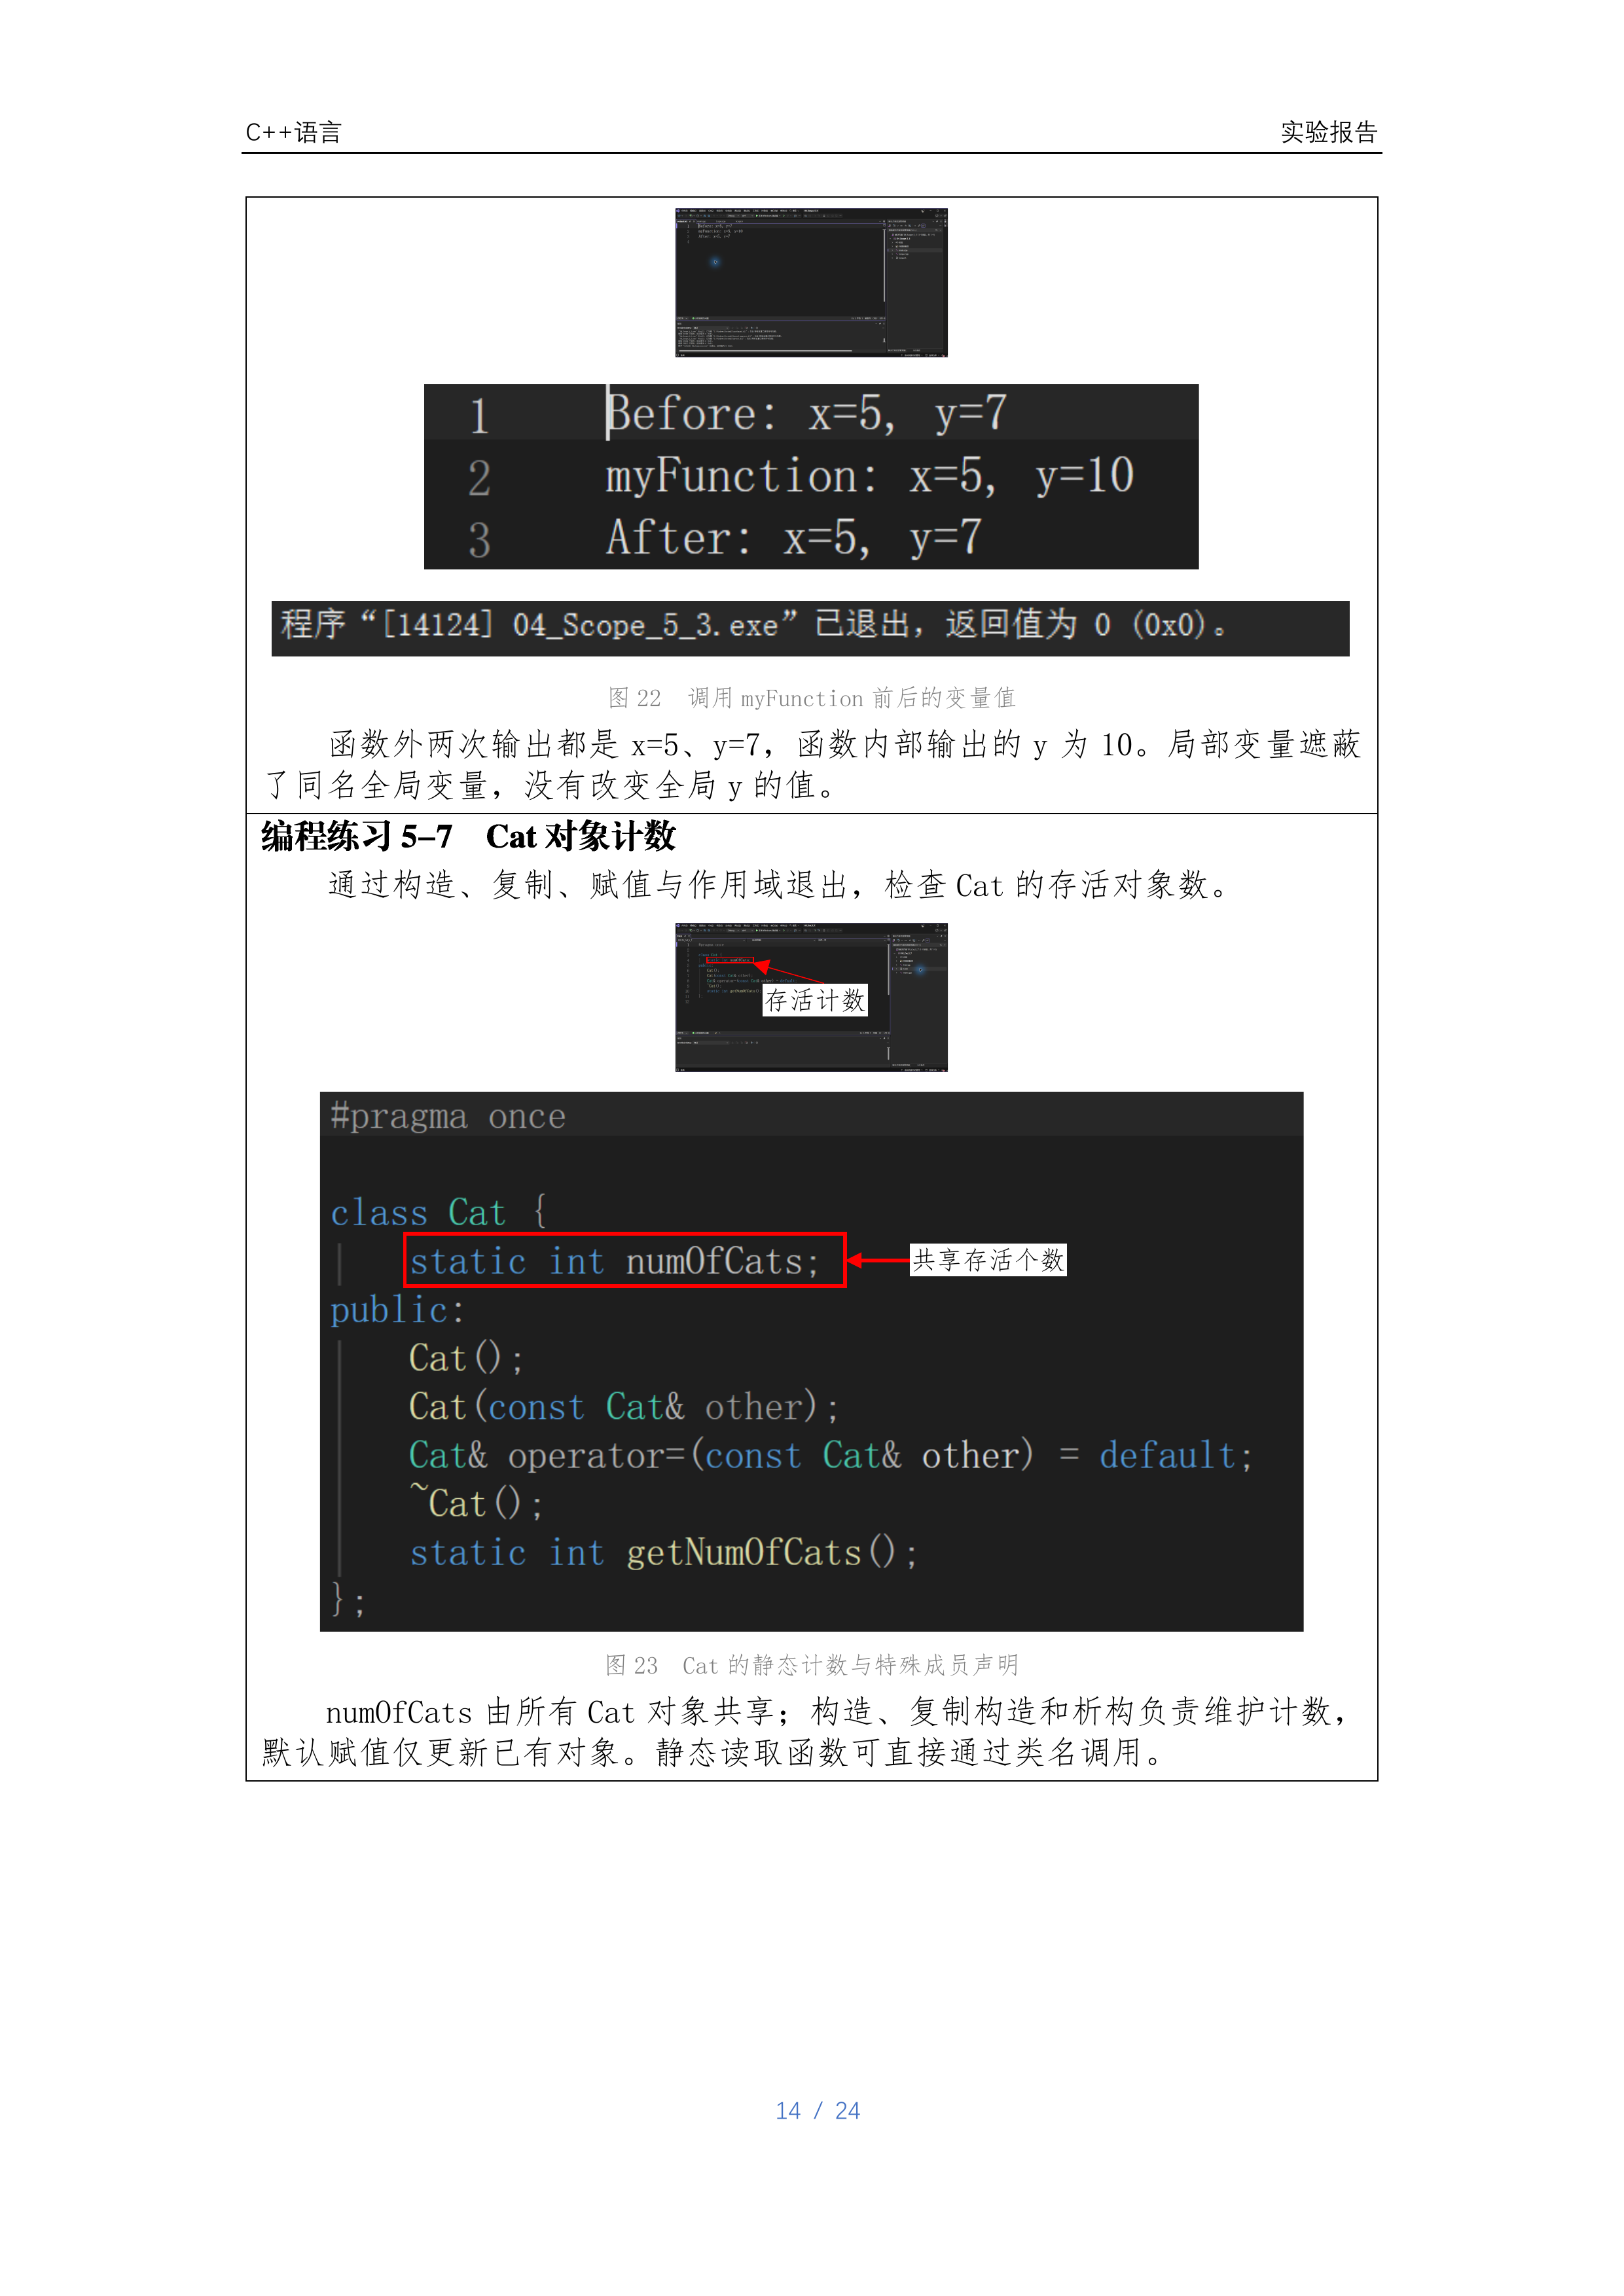 C++语言 实验报告
1 Before: x=5, y=7
2 myFunction: x=5, y=10
3 After: x=5, y=7
程序“[14124] 04_Scope_5_3.exe”已退出，返回值为 0 (0x0)。
图 22 调用 myFunction 前后的变量值
函数外两次输出都是 x=5、y=7，函数内部输出的 y 为 10。局部变量遮蔽
了同名全局变量，没有改变全局 y 的值。
编程练习 5–7 Cat 对象计数
通过构造、复制、赋值与作用域退出，检查 Cat 的存活对象数。
存活计数
#pragma once
class Cat {
static int numOfCats;
共享存活个数
public:
Cat();
Cat(const Cat& other);
Cat& operator=(const Cat& other) = default;
~Cat();
static int getNumOfCats();
};
图 23 Cat 的静态计数与特殊成员声明
numOfCats 由所有 Cat 对象共享；构造、复制构造和析构负责维护计数，
默认赋值仅更新已有对象。静态读取函数可直接通过类名调用。
14 / 24